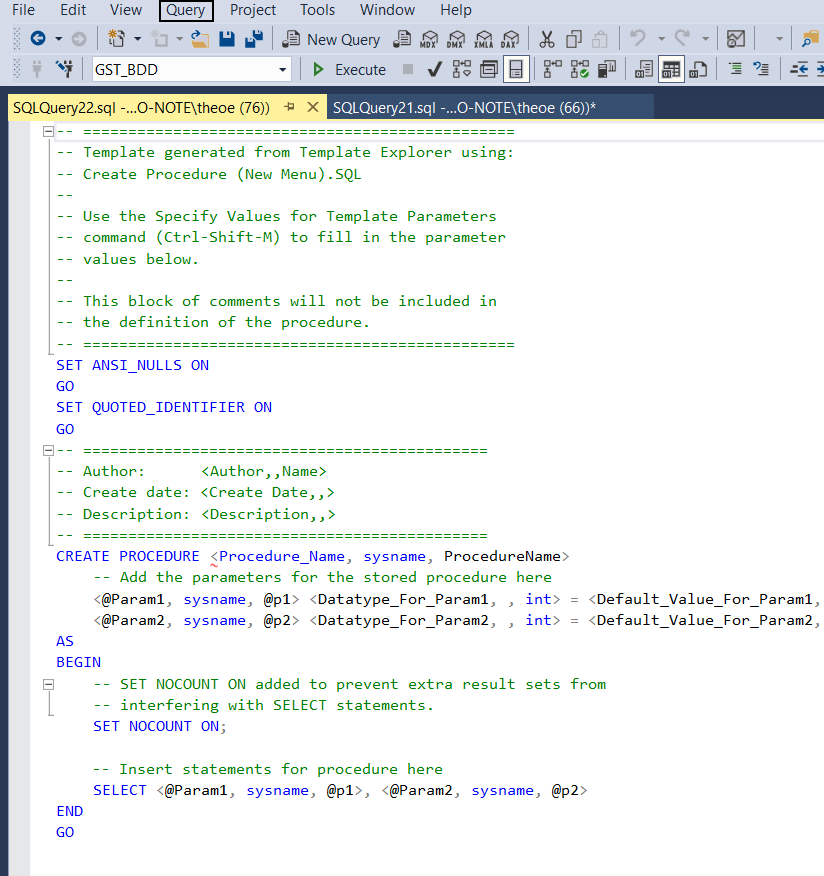 File Edit View Query Project Tools Window Help
New Query MDX DMX XMLA DAX
GST_BDD Execute
SQLQuery22.sql -...O-NOTE\theoe (76)) SQLQuery21.sql -...O-NOTE\theoe (66))*
-- ================================================
-- Template generated from Template Explorer using:
-- Create Procedure (New Menu).SQL
--
-- Use the Specify Values for Template Parameters
-- command (Ctrl-Shift-M) to fill in the parameter
-- values below.
--
-- This block of comments will not be included in
-- the definition of the procedure.
-- ================================================
SET ANSI_NULLS ON
GO
SET QUOTED_IDENTIFIER ON
GO
-- =============================================
-- Author:      <Author,,Name>
-- Create date: <Create Date,,>
-- Description: <Description,,>
-- =============================================
CREATE PROCEDURE <Procedure_Name, sysname, ProcedureName>
    -- Add the parameters for the stored procedure here
    <@Param1, sysname, @p1> <Datatype_For_Param1, , int> = <Default_Value_For_Param1,
    <@Param2, sysname, @p2> <Datatype_For_Param2, , int> = <Default_Value_For_Param2,
AS
BEGIN
    -- SET NOCOUNT ON added to prevent extra result sets from
    -- interfering with SELECT statements.
    SET NOCOUNT ON;
    -- Insert statements for procedure here
    SELECT <@Param1, sysname, @p1>, <@Param2, sysname, @p2>
END
GO